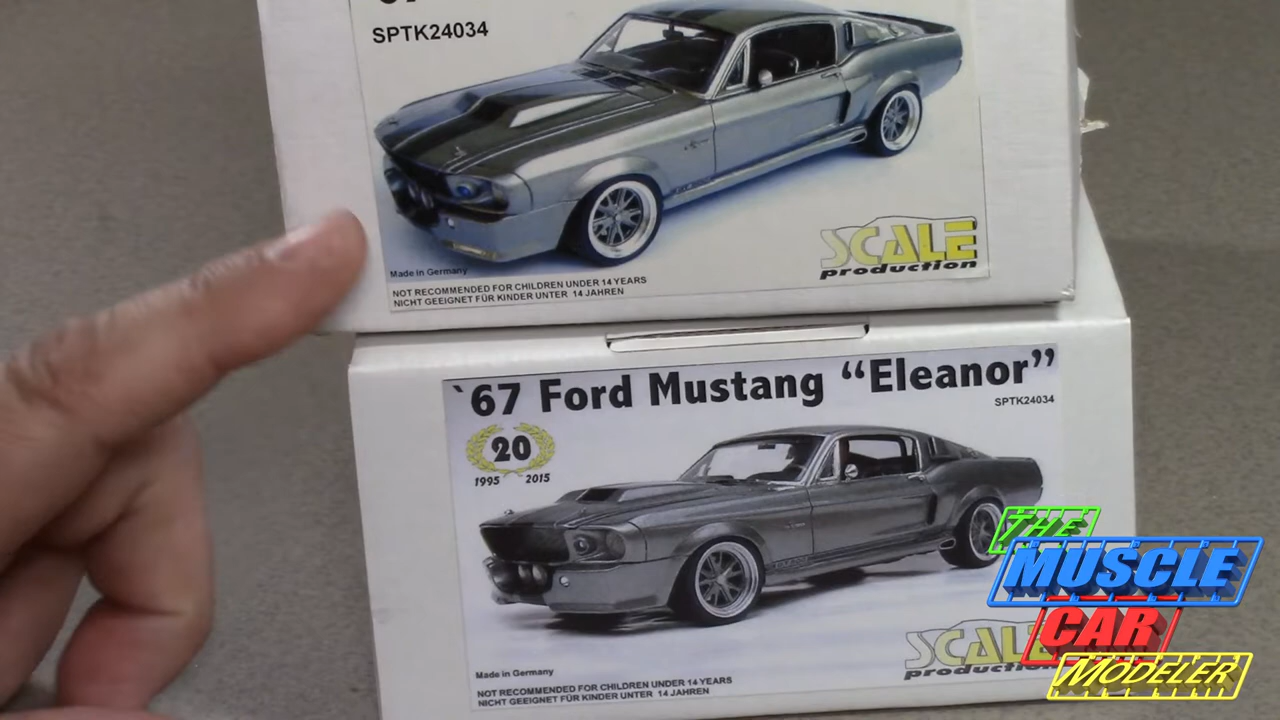 SPTK24034
SCALE
production
Made in Germany
NOT RECOMMENDED FOR CHILDREN UNDER 14 YEARS
NICHT GEEIGNET FÜR KINDER UNTER 14 JAHREN
`67 Ford Mustang “Eleanor”
SPTK24034
20
1995 2015
SCALE
production
Made in Germany
NOT RECOMMENDED FOR CHILDREN UNDER 14 YEARS
NICHT GEEIGNET FÜR KINDER UNTER 14 JAHREN
THE
MUSCLE
CAR
MODELER